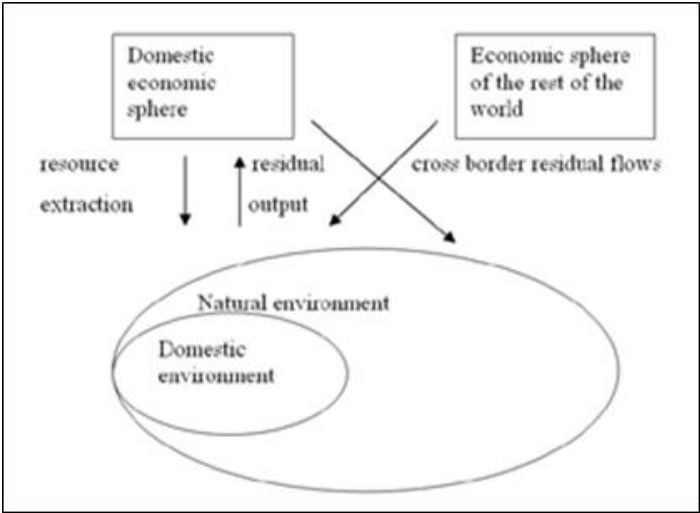 Domestic
economic
sphere
Economic sphere
of the rest of the
world
resource
extraction
residual
output
cross border residual flows
Natural environment
Domestic
environment